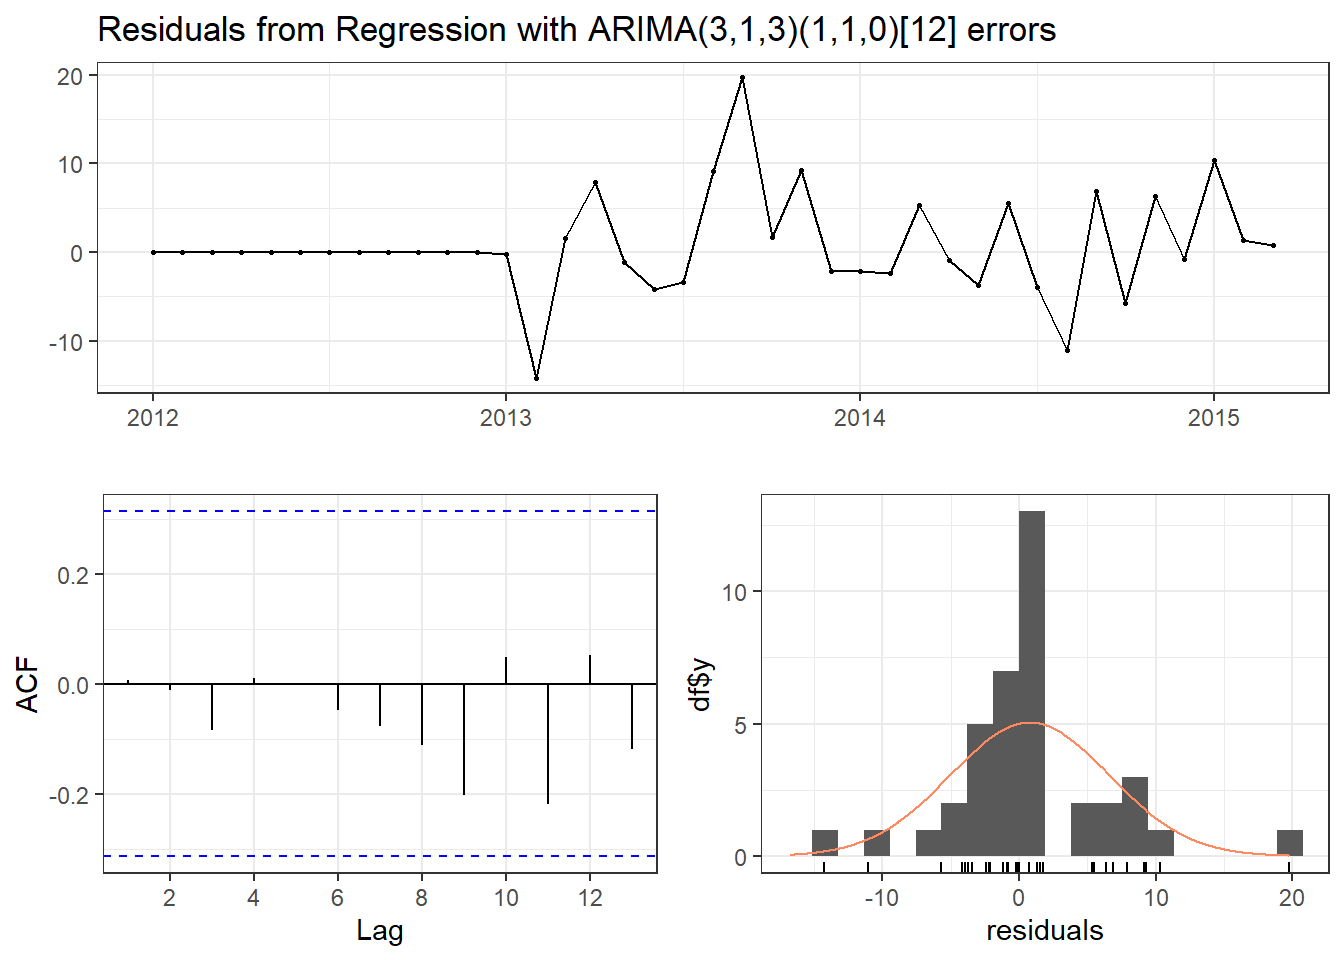 Residuals from Regression with ARIMA(3,1,3)(1,1,0)[12] errors
20
10
0
-10
2012 2013 2014 2015
ACF
0.2
0.0
-0.2
2 4 6 8 10 12
Lag
df$y
10
5
0
-10 0 10 20
residuals